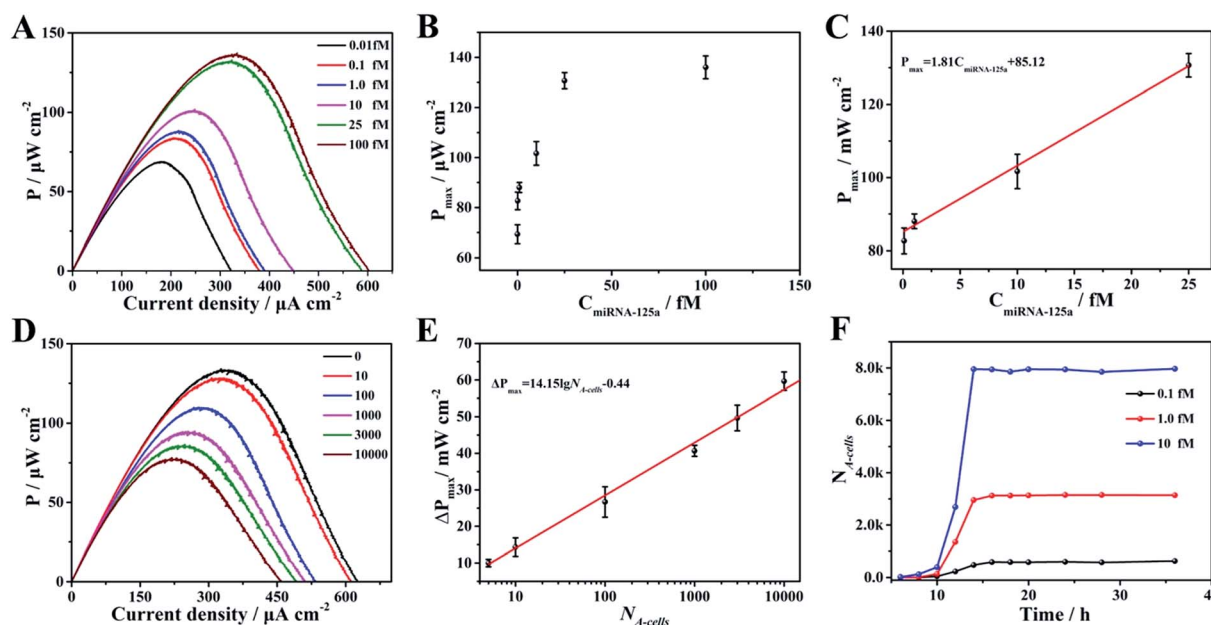 A
P / μW cm-2
150
100
50
0
0.01fM
0.1 fM
1.0 fM
10 fM
25 fM
100 fM
0 100 200 300 400 500 600
Current density / μA cm-2
B
Pmax / μW cm-2
140
120
100
80
60
0 50 100 150
CmiRNA-125a / fM
C
Pmax / mW cm-2
Pmax=1.81CmiRNA-125a+85.12
140
120
100
80
0 5 10 15 20 25
CmiRNA-125a / fM
D
P / μW cm-2
150
100
50
0
0
10
100
1000
3000
10000
0 150 300 450 600
Current density / μA cm-2
E
ΔPmax/ mW cm-2
ΔPmax=14.15lgNA-cells-0.44
70
60
50
40
30
20
10
10 100 1000 10000
NA-cells
F
NA-cells
8.0k
6.0k
4.0k
2.0k
0.0
0.1 fM
1.0 fM
10 fM
10 20 30 4
Time / h